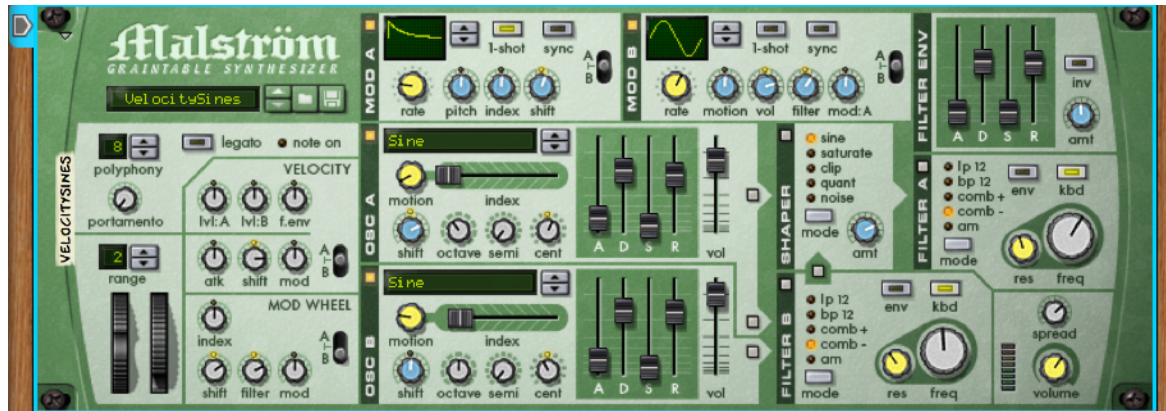 Malström
GRAINTABLE SYNTHESIZER
VelocitySines
VELOCITYSINES
8
polyphony
legato
note on
portamento
VELOCITY
lvl:A lvl:B f.env
2
range
atk shift mod
A
B
MOD WHEEL
index
A
B
shift filter mod
MOD A
1-shot sync
A
B
rate pitch index shift
MOD B
1-shot sync
A
B
rate motion vol filter mod:A
FILTER ENV
inv
A D S R
amt
OSC A
Sine
motion index
shift octave semi cent
A D S R
vol
OSC B
Sine
motion index
shift octave semi cent
A D S R
vol
SHAPER
sine
saturate
clip
quant
noise
mode amt
FILTER A
lp 12
bp 12
comb +
comb -
am
env kbd
mode
res freq
FILTER B
lp 12
bp 12
comb +
comb -
am
env kbd
mode
res freq
spread
volume